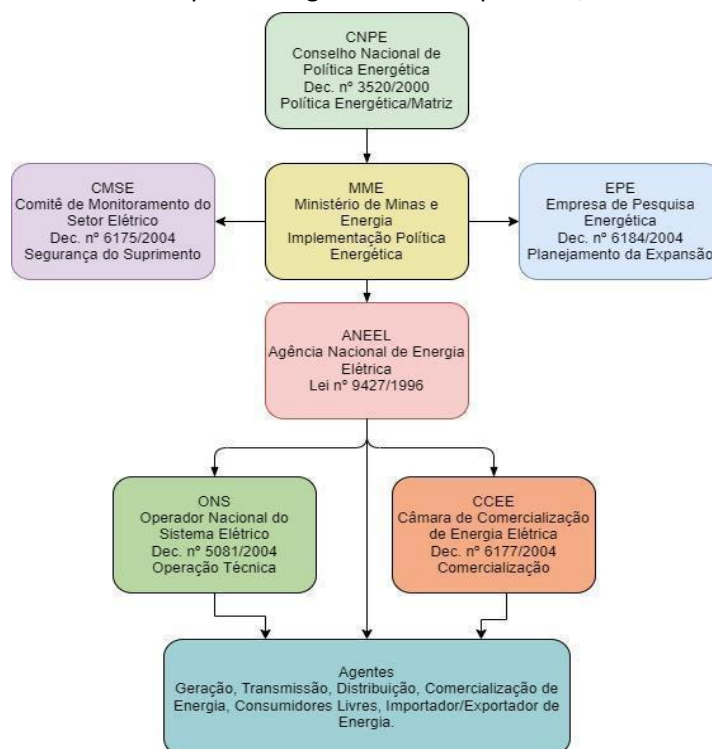 CNPE
Conselho Nacional de
Política Energética
Dec. nº 3520/2000
Política Energética/Matriz
CMSE
Comitê de Monitoramento do
Setor Elétrico
Dec. nº 6175/2004
Segurança do Suprimento
MME
Ministério de Minas e
Energia
Implementação Política
Energética
EPE
Empresa de Pesquisa
Energética
Dec. nº 6184/2004
Planejamento da Expansão
ANEEL
Agência Nacional de Energia
Elétrica
Lei nº 9427/1996
ONS
Operador Nacional do
Sistema Elétrico
Dec. nº 5081/2004
Operação Técnica
CCEE
Câmara de Comercialização
de Energia Elétrica
Dec. nº 6177/2004
Comercialização
Agentes
Geração, Transmissão, Distribuição, Comercialização de
Energia, Consumidores Livres, Importador/Exportador de
Energia.